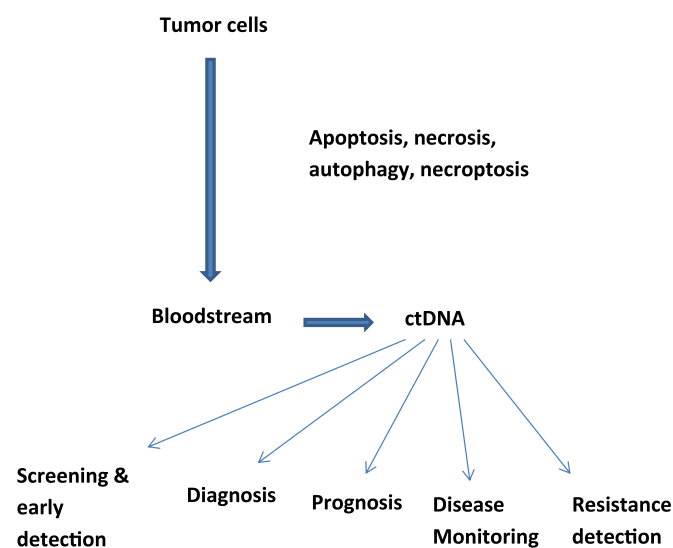 Tumor cells
Apoptosis, necrosis,
autophagy, necroptosis
Bloodstream
ctDNA
Screening &
early
detection
Diagnosis
Prognosis
Disease
Monitoring
Resistance
detection